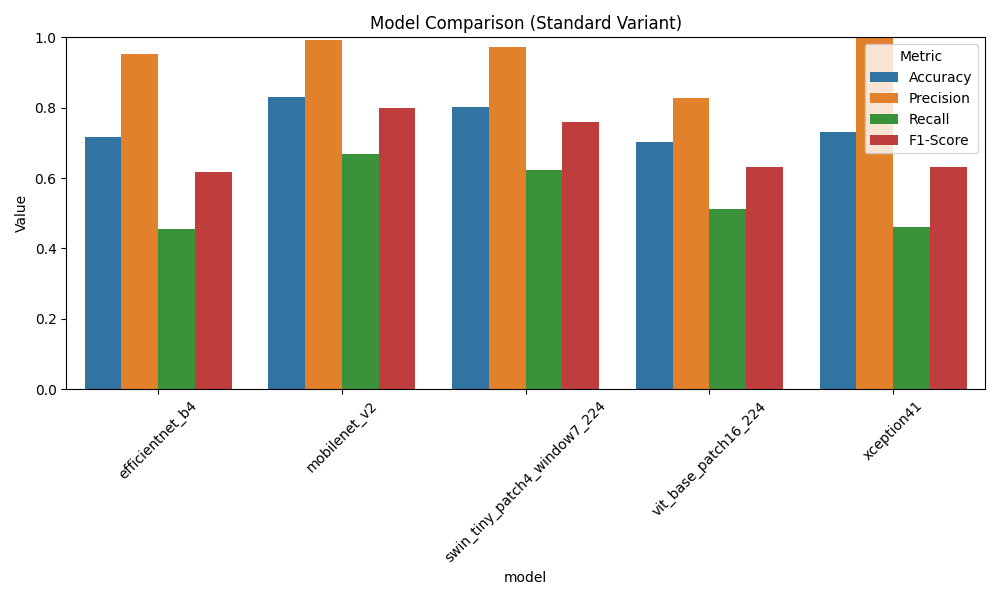 Model Comparison (Standard Variant)
Metric
Accuracy
Precision
Recall
F1-Score
Value
1.0
0.8
0.6
0.4
0.2
0.0
efficientnet_b4
mobilenet_v2
swin_tiny_patch4_window7_224
vit_base_patch16_224
xception41
model